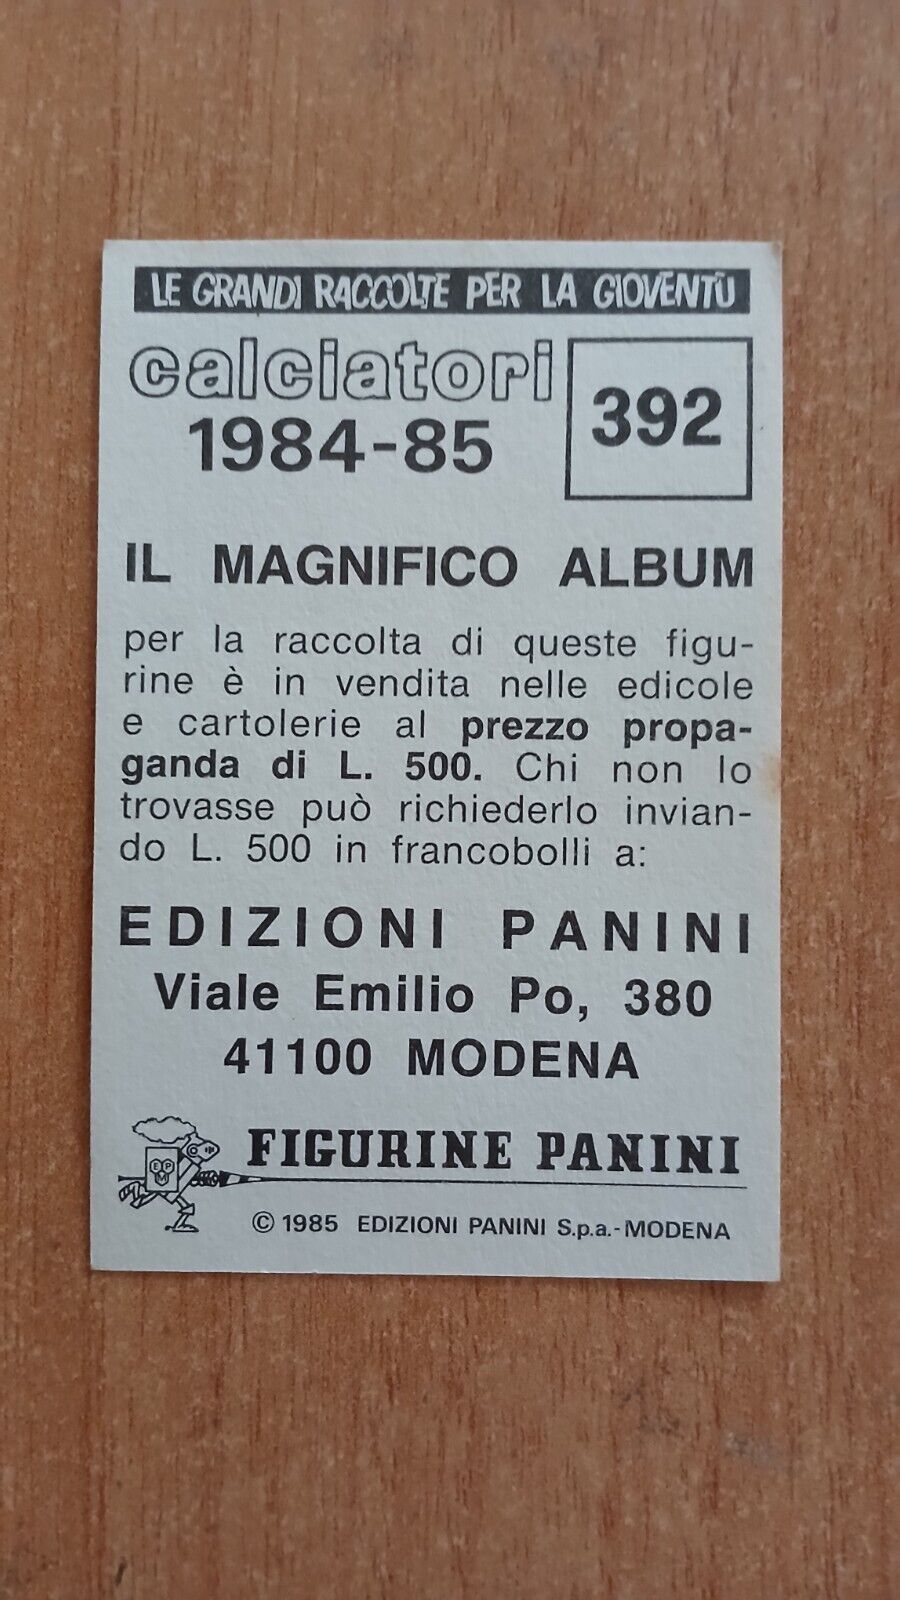 LE GRANDI RACCOLTE PER LA GIOVENTÙ
calciatori
1984-85
392
IL MAGNIFICO ALBUM
per la raccolta di queste figu-
rine è in vendita nelle edicole
e cartolerie al prezzo propa-
ganda di L. 500. Chi non lo
trovasse può richiederlo invian-
do L. 500 in francobolli a:
EDIZIONI PANINI
Viale Emilio Po, 380
41100 MODENA
EPM
FIGURINE PANINI
© 1985 EDIZIONI PANINI S.p.a.-MODENA